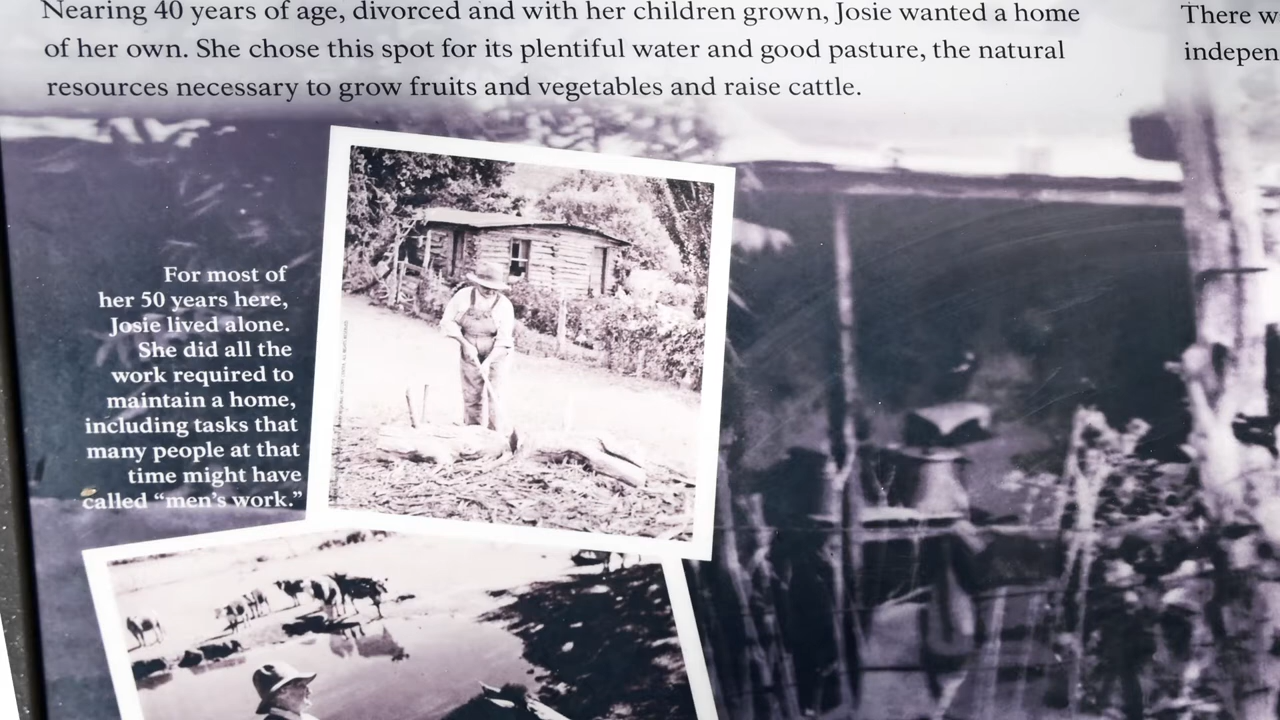 Nearing 40 years of age, divorced and with her children grown, Josie wanted a home
of her own. She chose this spot for its plentiful water and good pasture, the natural
resources necessary to grow fruits and vegetables and raise cattle.
There w
indepen
For most of
her 50 years here,
Josie lived alone.
She did all the
work required to
maintain a home,
including tasks that
many people at that
time might have
called “men’s work.”